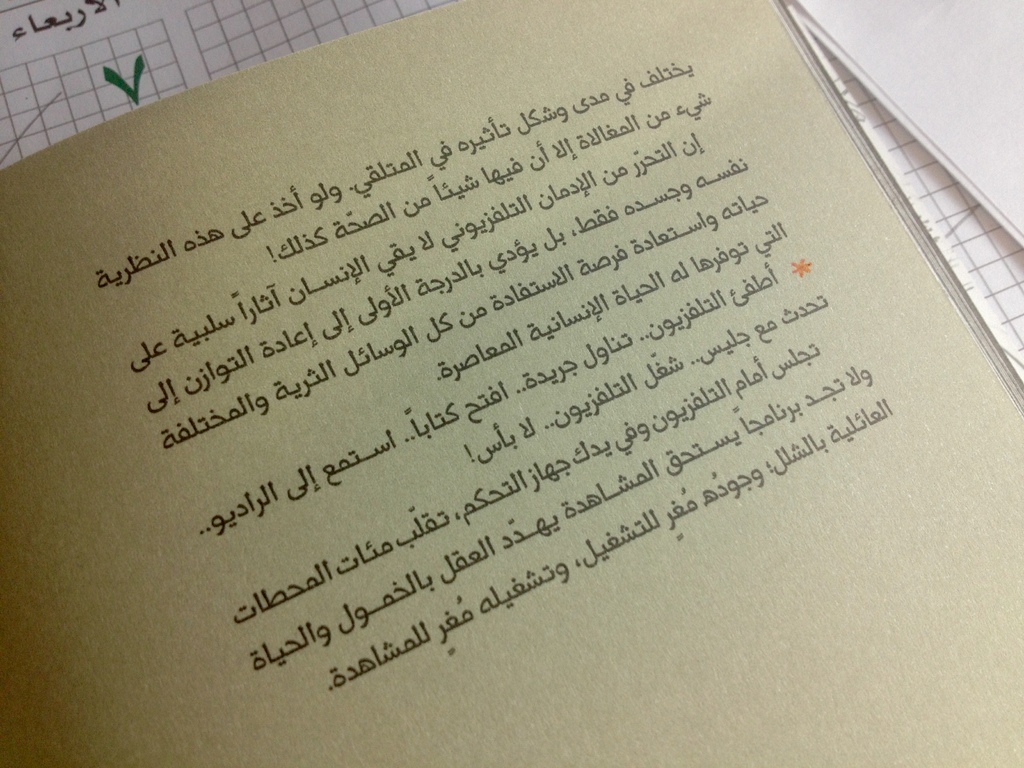 الأربعاء
٧
يختلف في مدى وشكل تأثيره في المتلقي. ولو أخذ على هذه النظرية
شيء من المغالاة إلا أن فيها شيئاً من الصحّة كذلك!
إن التحرّر من الإدمان التلفزيوني لا يقي الإنسان آثاراً سلبية على
نفسه وجسده فقط، بل يؤدي بالدرجة الأولى إلى إعادة التوازن إلى
حياته واستعادة فرصة الاستفادة من كل الوسائل الثرية والمختلفة
التي توفرها له الحياة الإنسانية المعاصرة.
* أطفئ التلفزيون.. تناول جريدة.. افتح كتاباً.. استمع إلى الراديو..
تحدث مع جليس.. شغّل التلفزيون.. لا بأس!
تجلس أمام التلفزيون وفي يدك جهاز التحكم، تقلّب مئات المحطات
ولا تجد برنامجاً يستحق المشاهدة يهدّد العقل بالخمول والحياة
العائلية بالشلل؛ وجودُه مُغرٍ للتشغيل، وتشغيله مُغرٍ للمشاهدة.